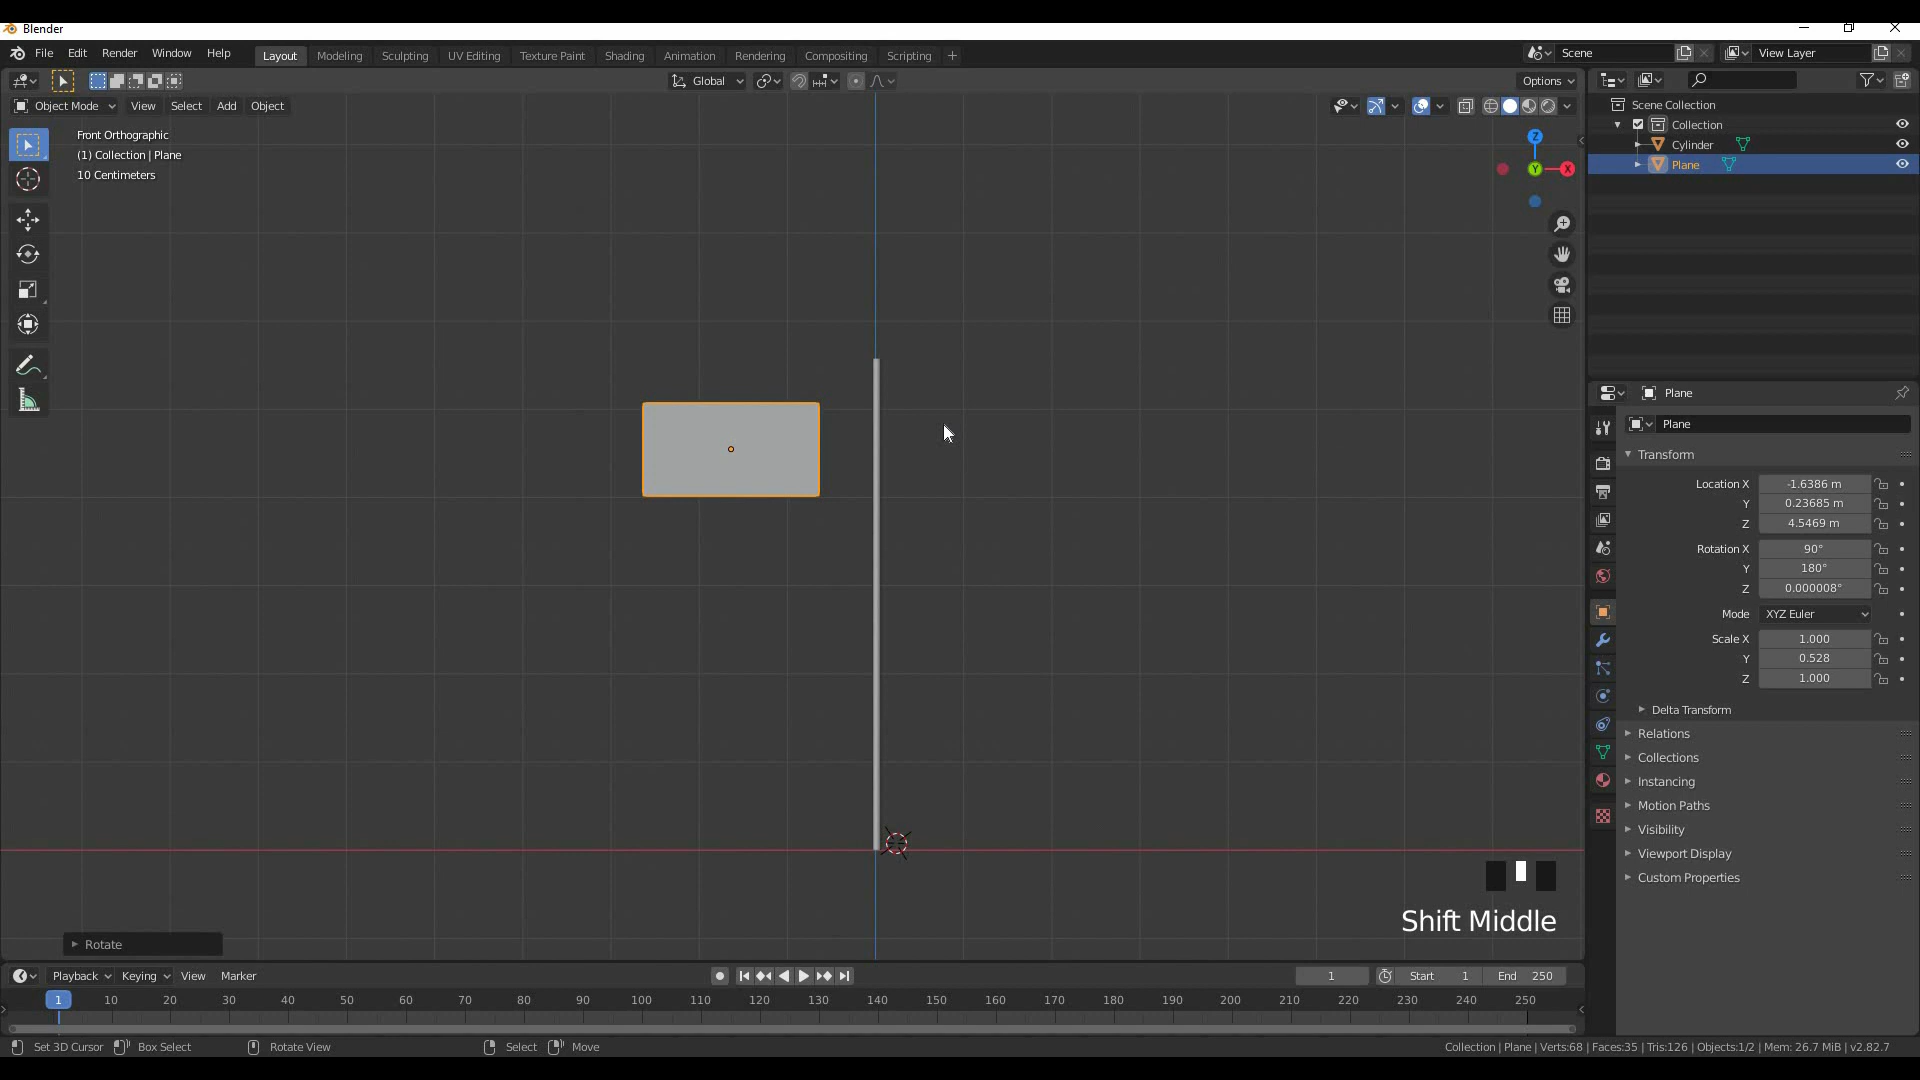 Blender
File Edit Render Window Help
Layout Modeling Sculpting UV Editing Texture Paint Shading Animation Rendering Compositing Scripting +
Scene View Layer
Global Options
Object Mode View Select Add Object
Front Orthographic
(1) Collection | Plane
10 Centimeters
Z
Y
X
Scene Collection
Collection
Cylinder
Plane
Plane
Plane
Transform
Location X -1.6386 m
Y 0.23685 m
Z 4.5469 m
Rotation X 90°
Y 180°
Z 0.000008°
Mode XYZ Euler
Scale X 1.000
Y 0.528
Z 1.000
Delta Transform
Relations
Collections
Instancing
Motion Paths
Visibility
Viewport Display
Custom Properties
Shift Middle
Rotate
Playback Keying View Marker 1 Start 1 End 250
1 10 20 30 40 50 60 70 80 90 100 110 120 130 140 150 160 170 180 190 200 210 220 230 240 250
Set 3D Cursor Box Select Rotate View Select Move
Collection | Plane | Verts:68 | Faces:35 | Tris:126 | Objects:1/2 | Mem: 26.7 MiB | v2.82.7